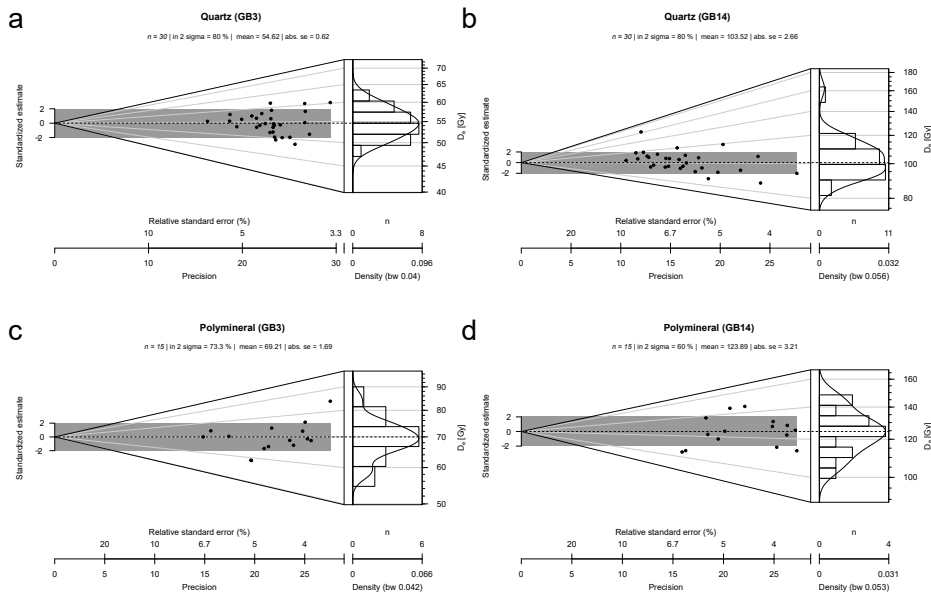 a
Quartz (GB3)
n = 30 | in 2 sigma = 80 % | mean = 54.62 | abs. se = 0.62
Standardized estimate
2
0
-2
70
60
55
50
45
40
Dₑ [Gy]
Relative standard error (%)
n
10 5 3.3 0 8
0 10 20 30 0 0.096
Precision
Density (bw 0.04)
b
Quartz (GB14)
n = 30 | in 2 sigma = 80 % | mean = 103.52 | abs. se = 2.66
Standardized estimate
2
0
-2
180
160
140
120
100
80
Dₑ [Gy]
Relative standard error (%)
n
20 10 6.7 5 4 0 11
0 5 10 15 20 25 0 0.032
Precision
Density (bw 0.056)
c
Polymineral (GB3)
n = 15 | in 2 sigma = 73.3 % | mean = 69.21 | abs. se = 1.69
Standardized estimate
2
0
-2
90
80
70
60
50
Dₑ [Gy]
Relative standard error (%)
n
20 10 6.7 5 4 0 6
0 5 10 15 20 25 0 0.066
Precision
Density (bw 0.042)
d
Polymineral (GB14)
n = 15 | in 2 sigma = 60 % | mean = 123.89 | abs. se = 3.21
Standardized estimate
2
0
-2
160
140
120
100
Dₑ [Gy]
Relative standard error (%)
n
20 10 6.7 5 4 0 4
0 5 10 15 20 25 0 0.031
Precision
Density (bw 0.053)